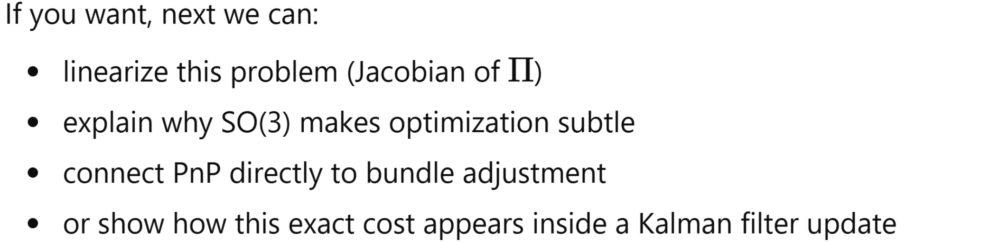 If you want, next we can:
• linearize this problem (Jacobian of Π)
• explain why SO(3) makes optimization subtle
• connect PnP directly to bundle adjustment
• or show how this exact cost appears inside a Kalman filter update